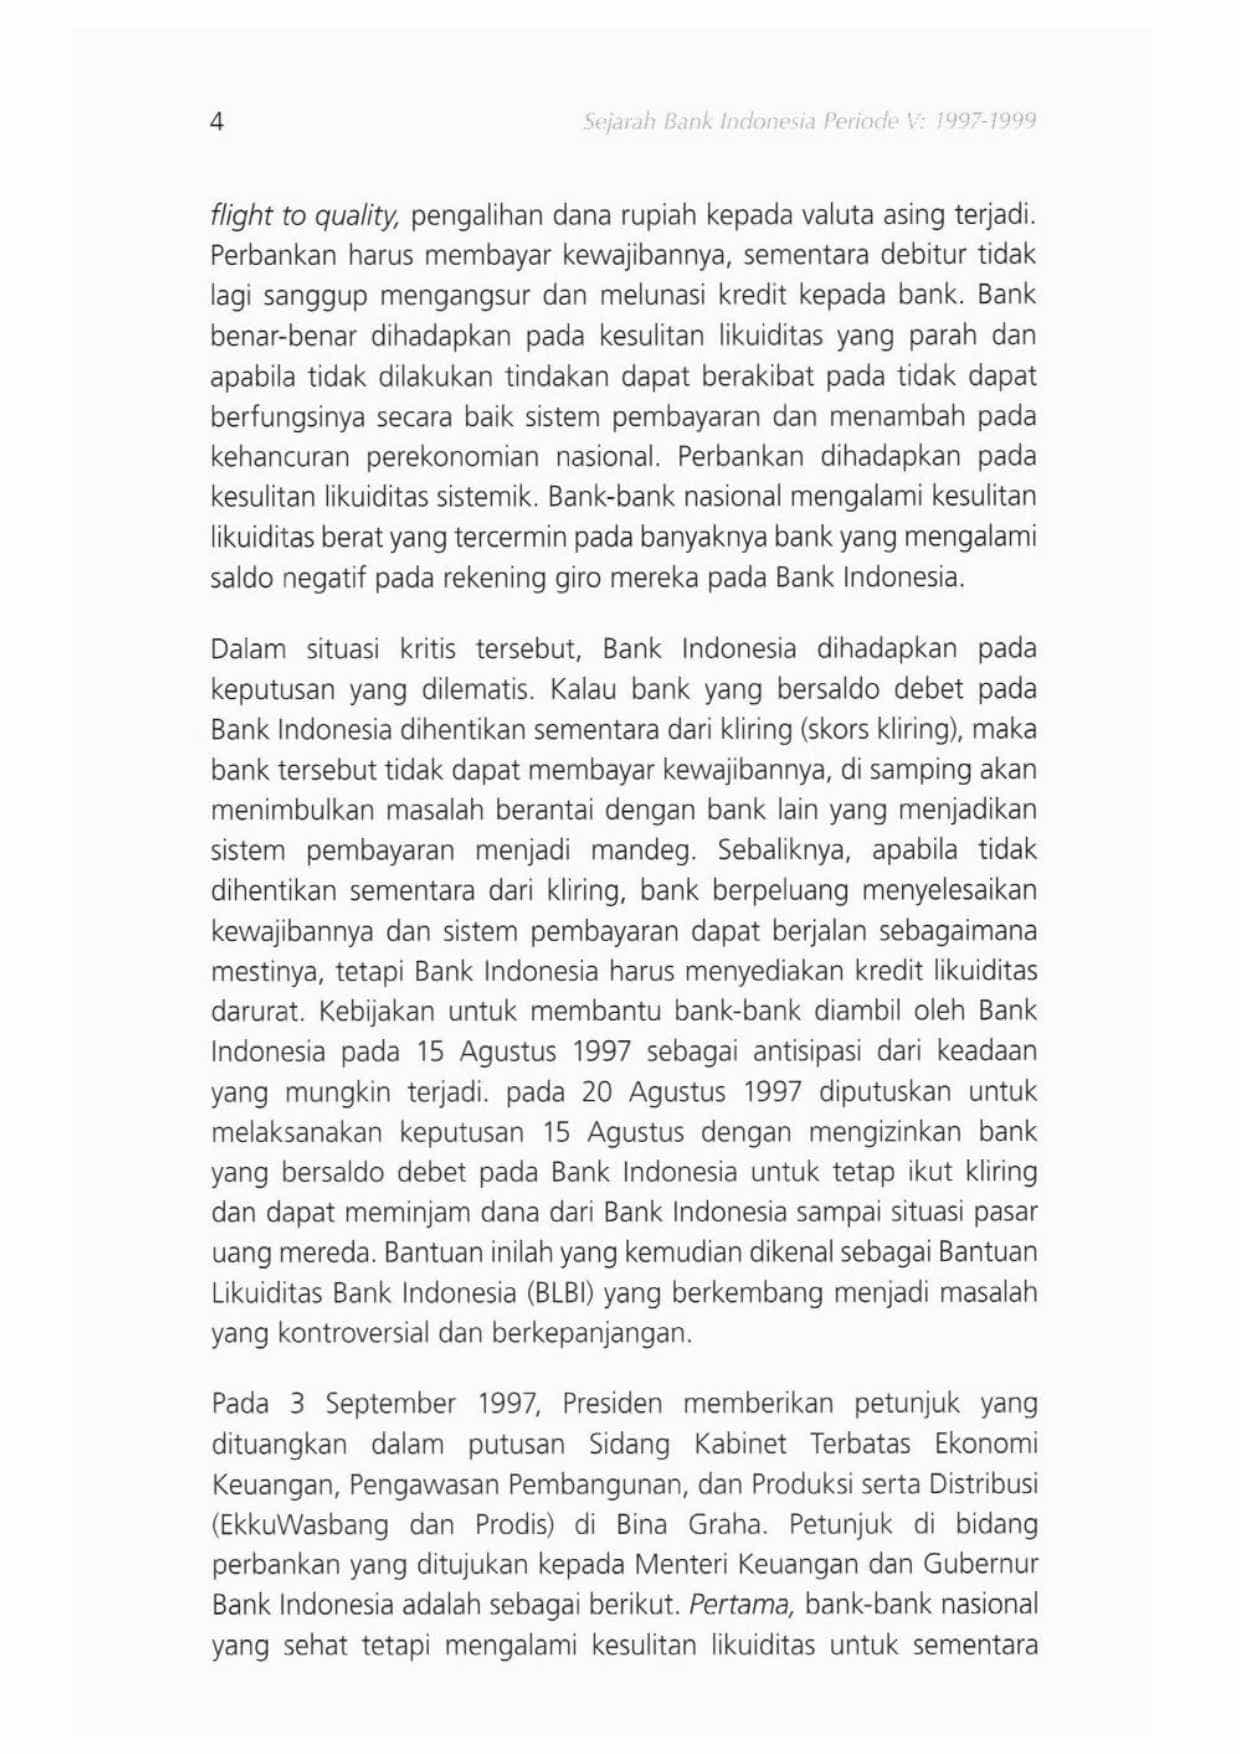 4
Sejarah Bank Indonesia Periode V: 1997-1999
flight to quality, pengalihan dana rupiah kepada valuta asing terjadi.
Perbankan harus membayar kewajibannya, sementara debitur tidak
lagi sanggup mengangsur dan melunasi kredit kepada bank. Bank
benar-benar dihadapkan pada kesulitan likuiditas yang parah dan
apabila tidak dilakukan tindakan dapat berakibat pada tidak dapat
berfungsinya secara baik sistem pembayaran dan menambah pada
kehancuran perekonomian nasional. Perbankan dihadapkan pada
kesulitan likuiditas sistemik. Bank-bank nasional mengalami kesulitan
likuiditas berat yang tercermin pada banyaknya bank yang mengalami
saldo negatif pada rekening giro mereka pada Bank Indonesia.
Dalam situasi kritis tersebut, Bank Indonesia dihadapkan pada
keputusan yang dilematis. Kalau bank yang bersaldo debet pada
Bank Indonesia dihentikan sementara dari kliring (skors kliring), maka
bank tersebut tidak dapat membayar kewajibannya, di samping akan
menimbulkan masalah berantai dengan bank lain yang menjadikan
sistem pembayaran menjadi mandeg. Sebaliknya, apabila tidak
dihentikan sementara dari kliring, bank berpeluang menyelesaikan
kewajibannya dan sistem pembayaran dapat berjalan sebagaimana
mestinya, tetapi Bank Indonesia harus menyediakan kredit likuiditas
darurat. Kebijakan untuk membantu bank-bank diambil oleh Bank
Indonesia pada 15 Agustus 1997 sebagai antisipasi dari keadaan
yang mungkin terjadi. pada 20 Agustus 1997 diputuskan untuk
melaksanakan keputusan 15 Agustus dengan mengizinkan bank
yang bersaldo debet pada Bank Indonesia untuk tetap ikut kliring
dan dapat meminjam dana dari Bank Indonesia sampai situasi pasar
uang mereda. Bantuan inilah yang kemudian dikenal sebagai Bantuan
Likuiditas Bank Indonesia (BLBI) yang berkembang menjadi masalah
yang kontroversial dan berkepanjangan.
Pada 3 September 1997, Presiden memberikan petunjuk yang
dituangkan dalam putusan Sidang Kabinet Terbatas Ekonomi
Keuangan, Pengawasan Pembangunan, dan Produksi serta Distribusi
(EkkuWasbang dan Prodis) di Bina Graha. Petunjuk di bidang
perbankan yang ditujukan kepada Menteri Keuangan dan Gubernur
Bank Indonesia adalah sebagai berikut. Pertama, bank-bank nasional
yang sehat tetapi mengalami kesulitan likuiditas untuk sementara